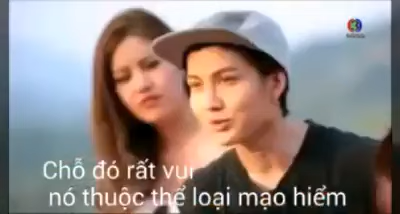 Chỗ đó rất vui
nó thuộc thể loại mạo hiểm